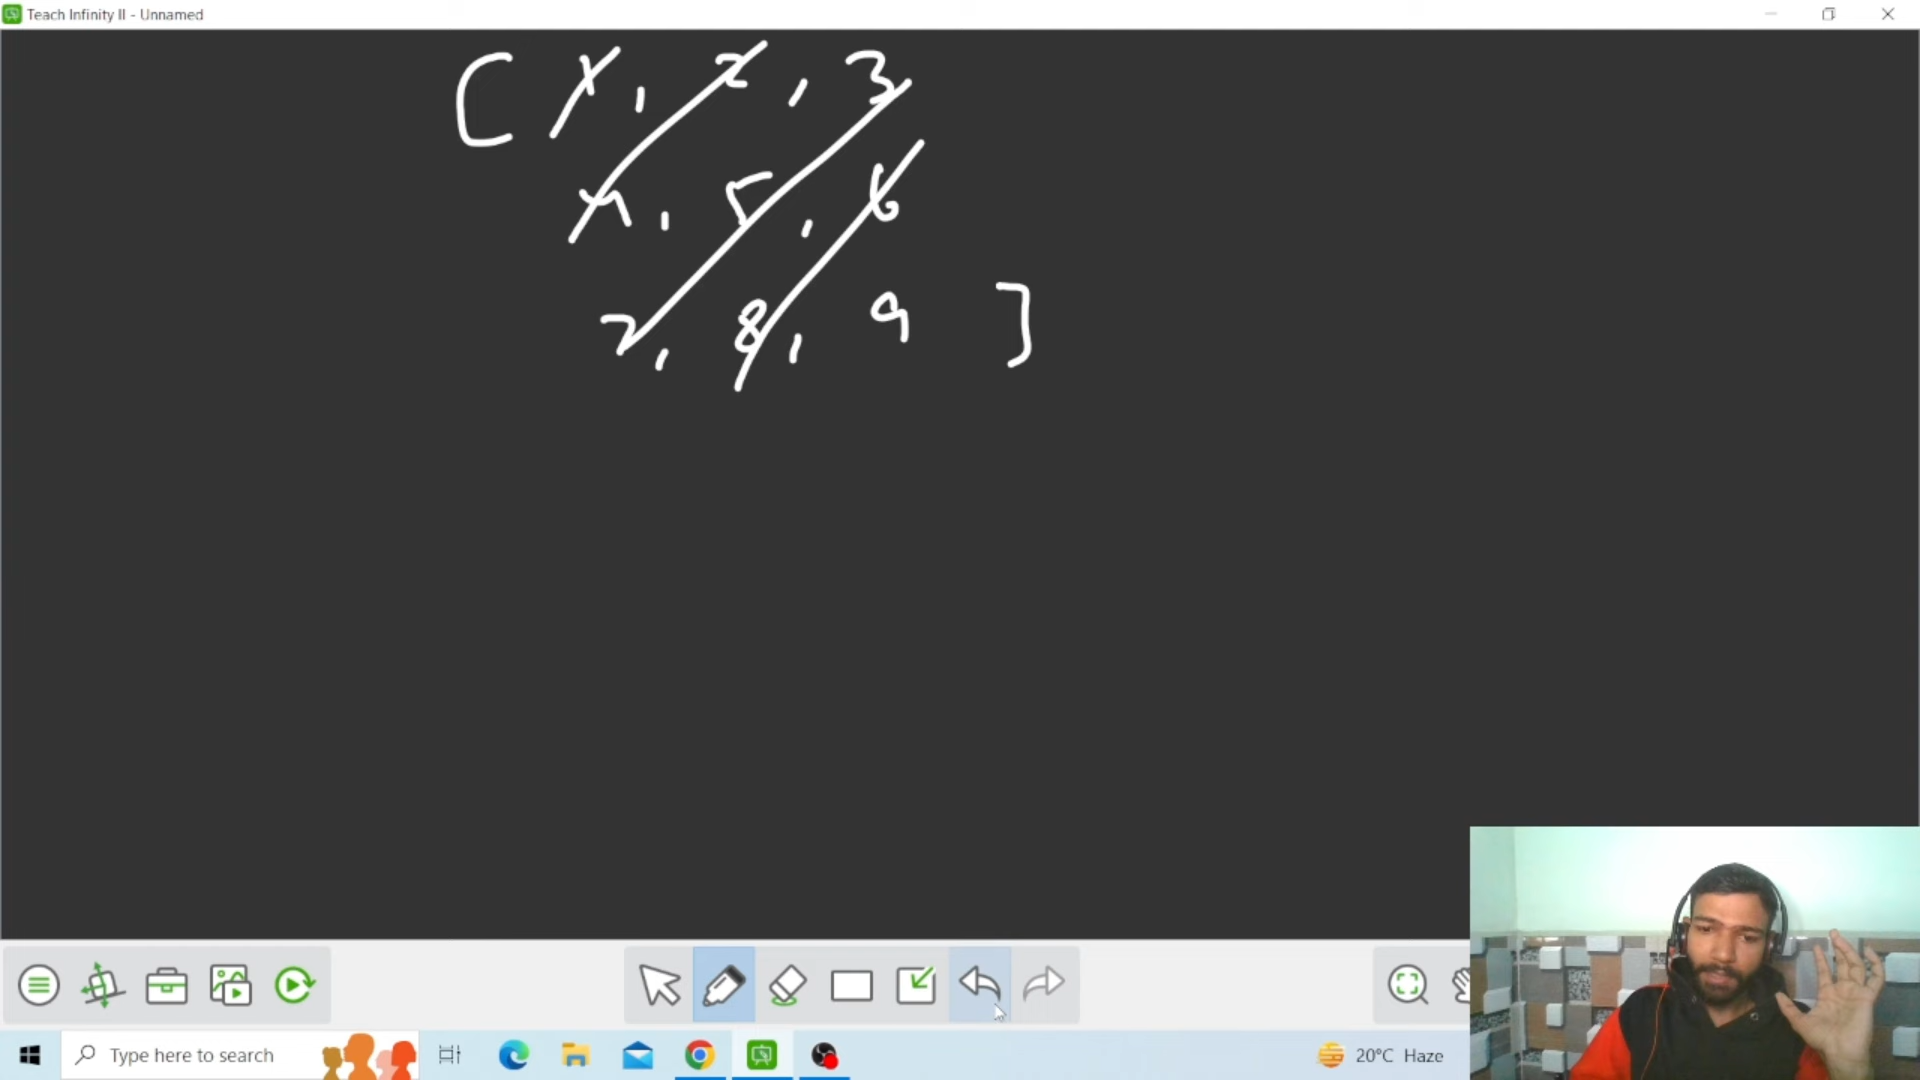 Teach Infinity II - Unnamed
[ 1, 2, 3
4, 5, 6
7, 8, 9 ]
Type here to search
20°C Haze